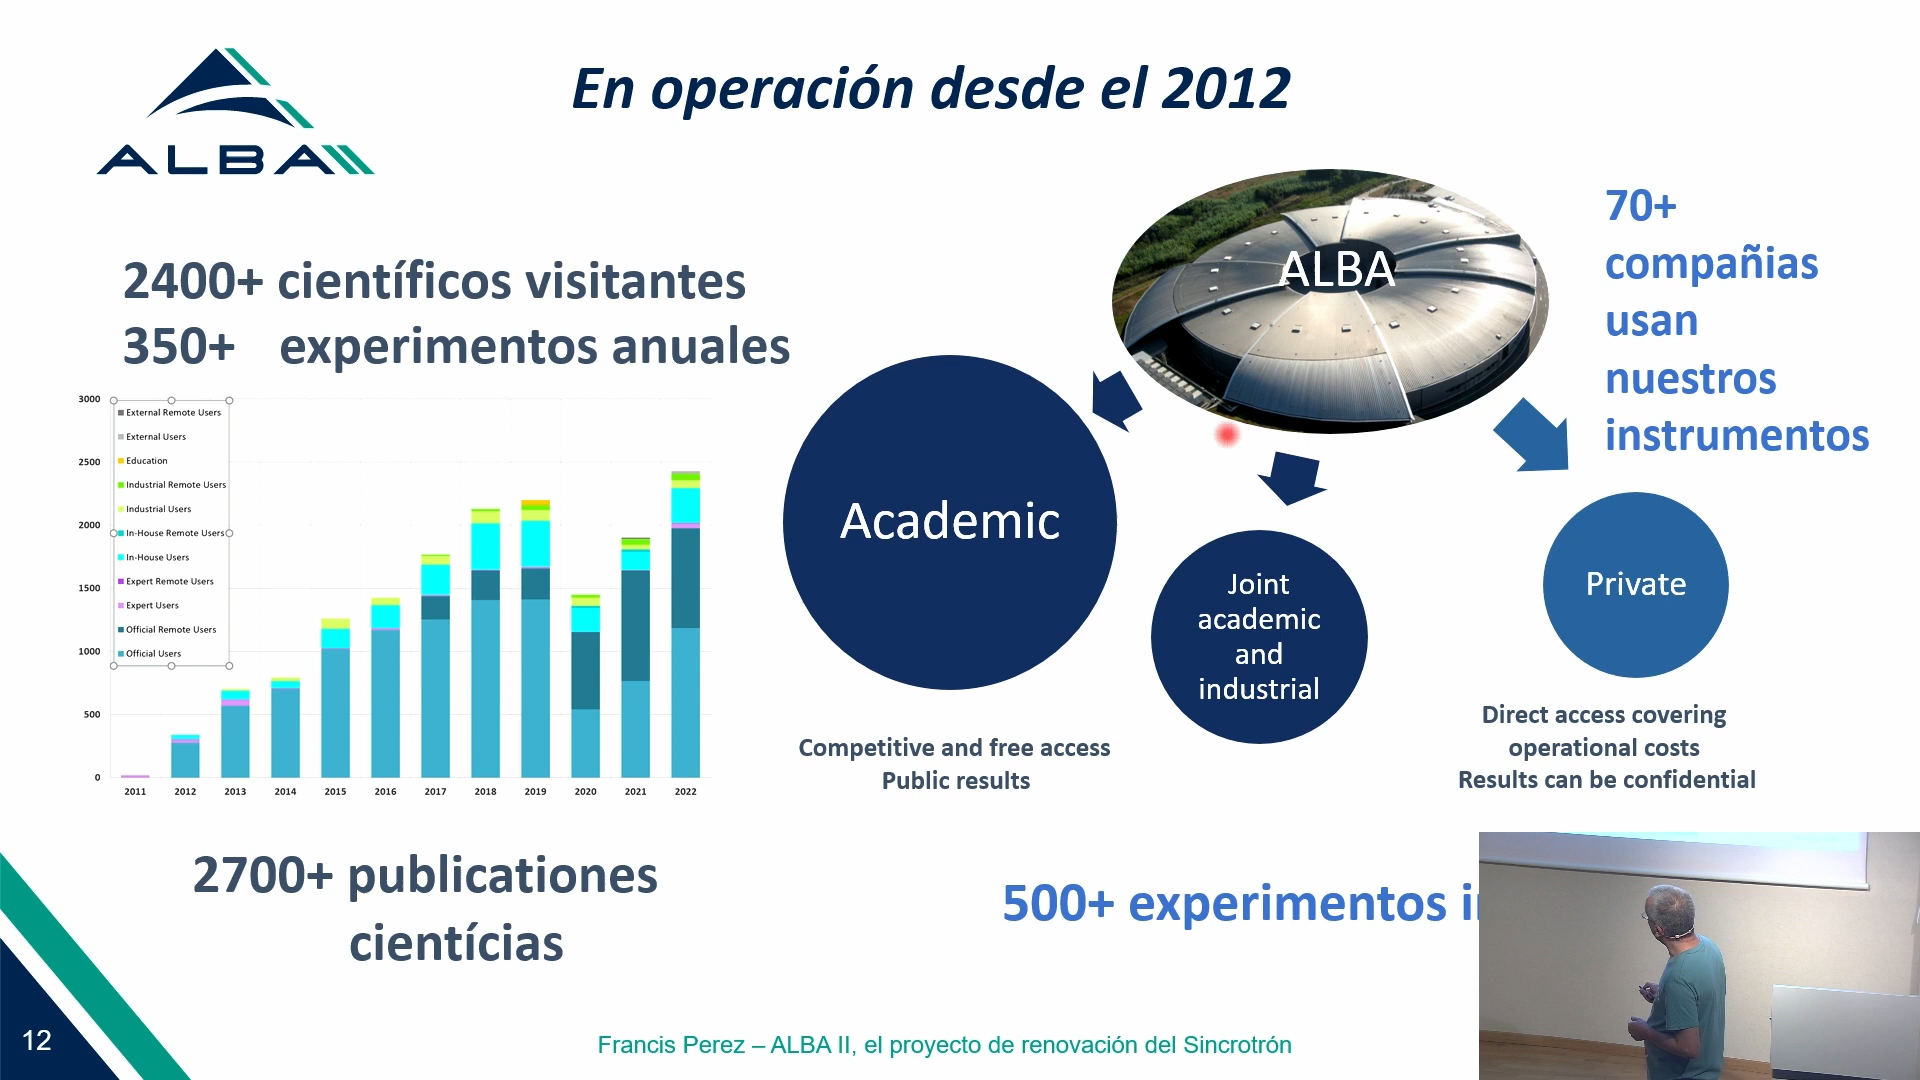 ALBA
En operación desde el 2012
2400+ científicos visitantes
350+ experimentos anuales
3000
2500
2000
1500
1000
500
0
External Remote Users
External Users
Education
Industrial Remote Users
Industrial Users
In-House Remote Users
In-House Users
Expert Remote Users
Expert Users
Official Remote Users
Official Users
2011 2012 2013 2014 2015 2016 2017 2018 2019 2020 2021 2022
2700+ publicationes
cientícias
ALBA
Academic
Competitive and free access
Public results
Joint
academic
and
industrial
70+
compañias
usan
nuestros
instrumentos
Private
Direct access covering
operational costs
Results can be confidential
500+ experimentos
Francis Perez – ALBA II, el proyecto de renovación del Sincrotrón
12